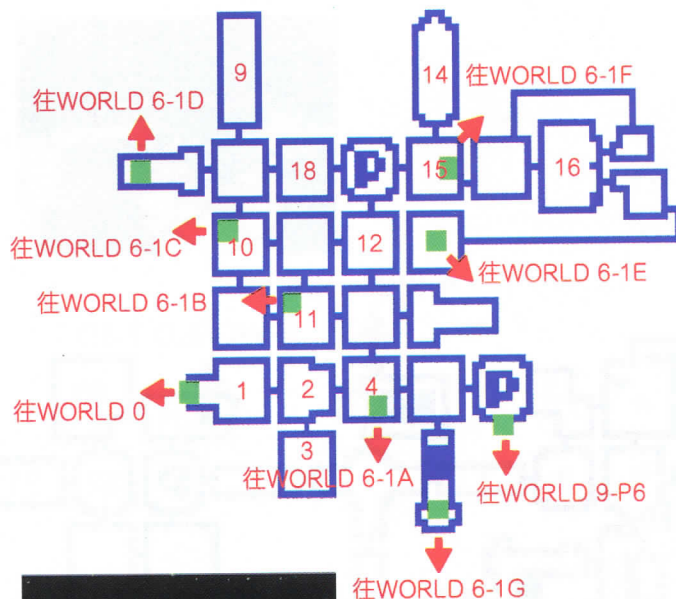 9
14
往WORLD 6-1F
往WORLD 6-1D
18
P
15
16
往WORLD 6-1C
10
12
往WORLD 6-1E
往WORLD 6-1B
11
往WORLD 0
1
2
4
P
3
往WORLD 6-1A
往WORLD 9-P6
往WORLD 6-1G